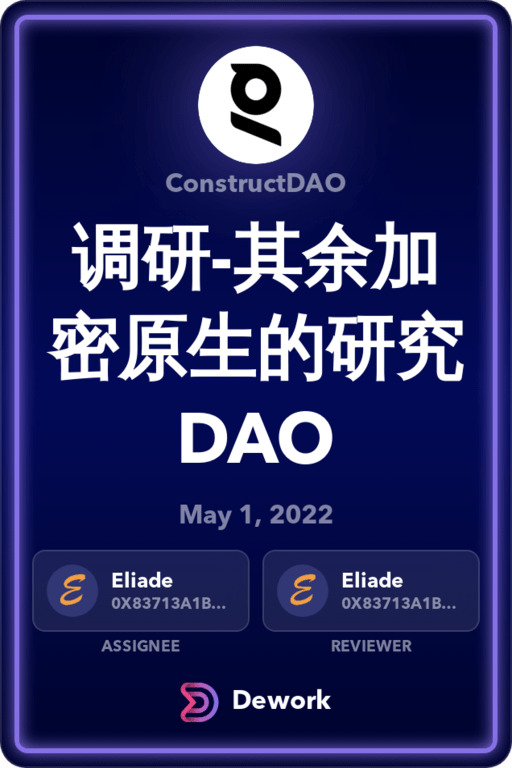 ConstructDAO
调研-其余加
密原生的研究
DAO
May 1, 2022
Eliade
0X83713A1B...
ASSIGNEE
Eliade
0X83713A1B...
REVIEWER
Dework